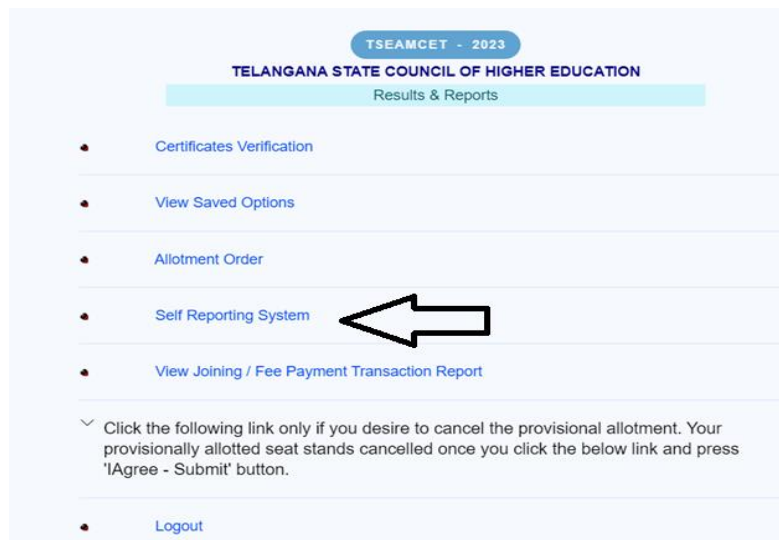 TSEAMCET - 2023
TELANGANA STATE COUNCIL OF HIGHER EDUCATION
Results & Reports
Certificates Verification
View Saved Options
Allotment Order
Self Reporting System
View Joining / Fee Payment Transaction Report
Click the following link only if you desire to cancel the provisional allotment. Your
provisionally allotted seat stands cancelled once you click the below link and press
'IAgree - Submit' button.
Logout